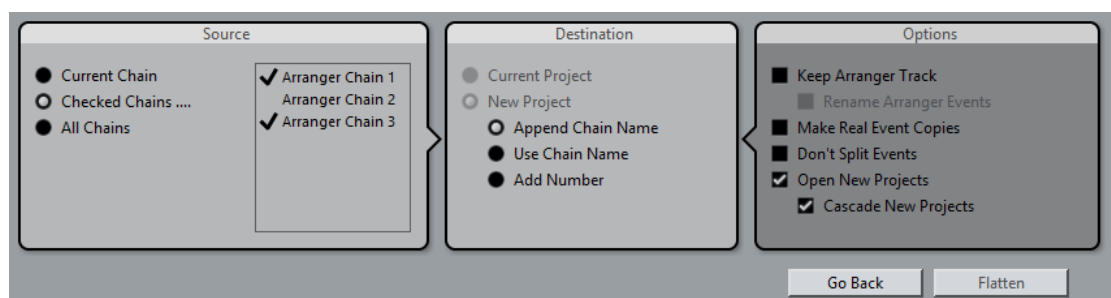 Source
Current Chain
Checked Chains ....
All Chains
Arranger Chain 1
Arranger Chain 2
Arranger Chain 3
Destination
Current Project
New Project
Append Chain Name
Use Chain Name
Add Number
Options
Keep Arranger Track
Rename Arranger Events
Make Real Event Copies
Don't Split Events
Open New Projects
Cascade New Projects
Go Back
Flatten